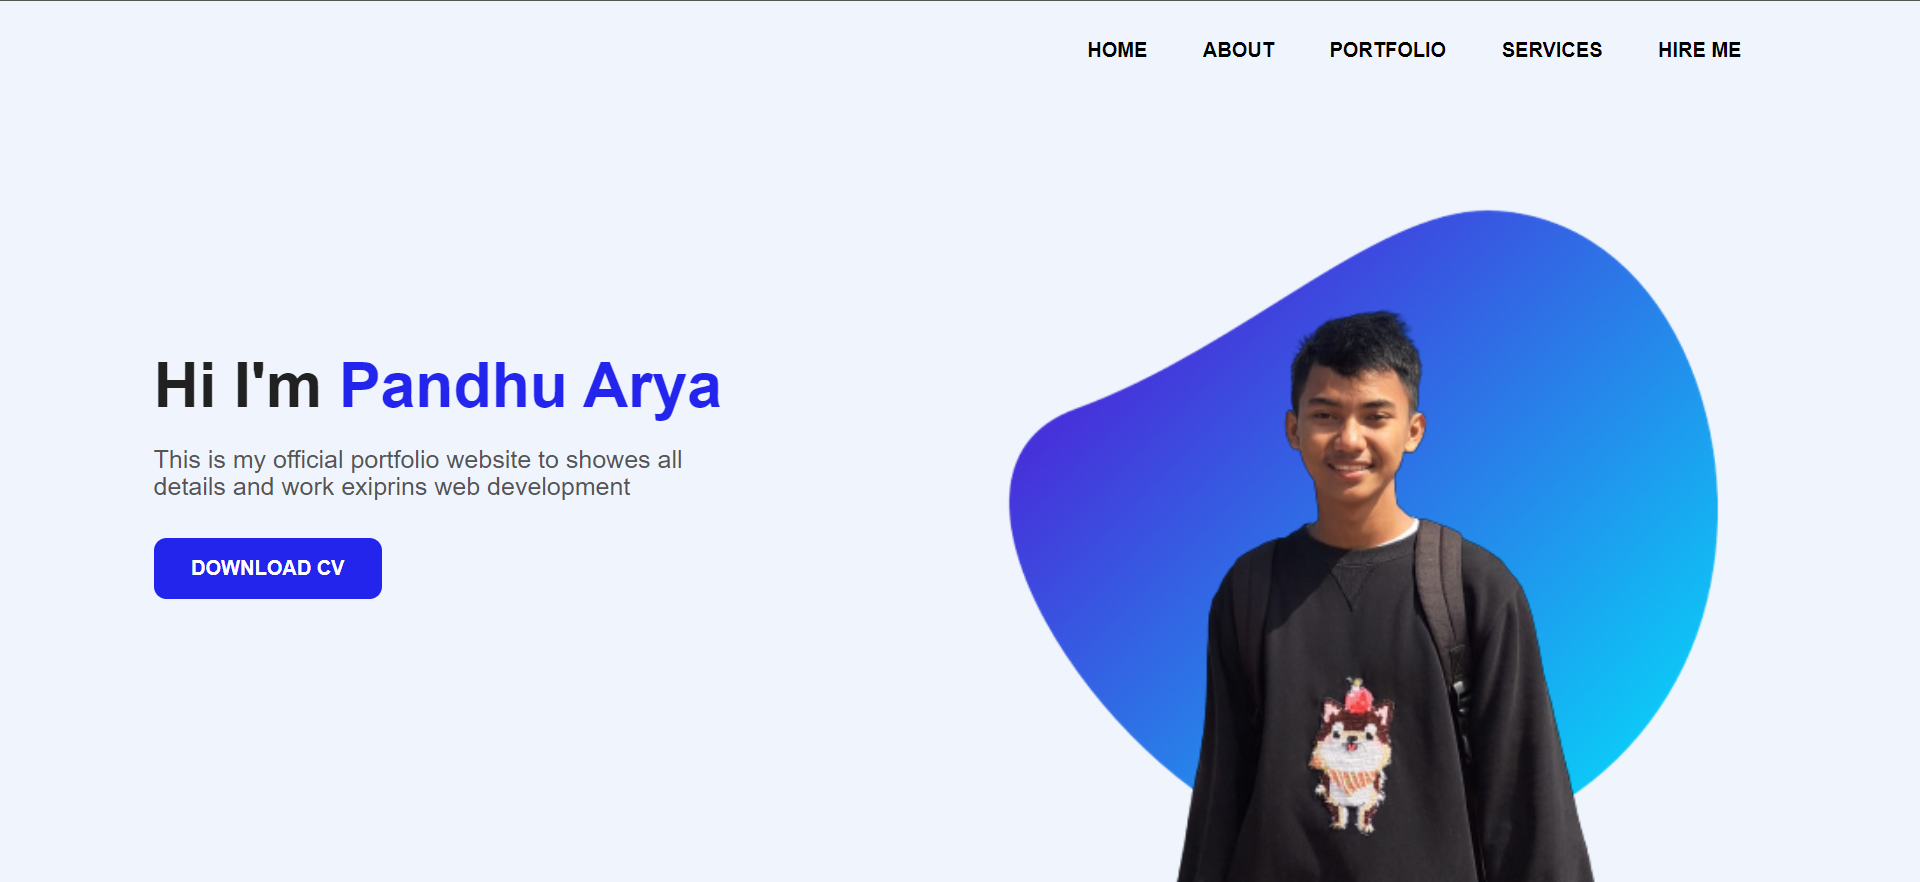 HOME ABOUT PORTFOLIO SERVICES HIRE ME
Hi I'm Pandhu Arya
This is my official portfolio website to showes all
details and work exiprins web development
DOWNLOAD CV